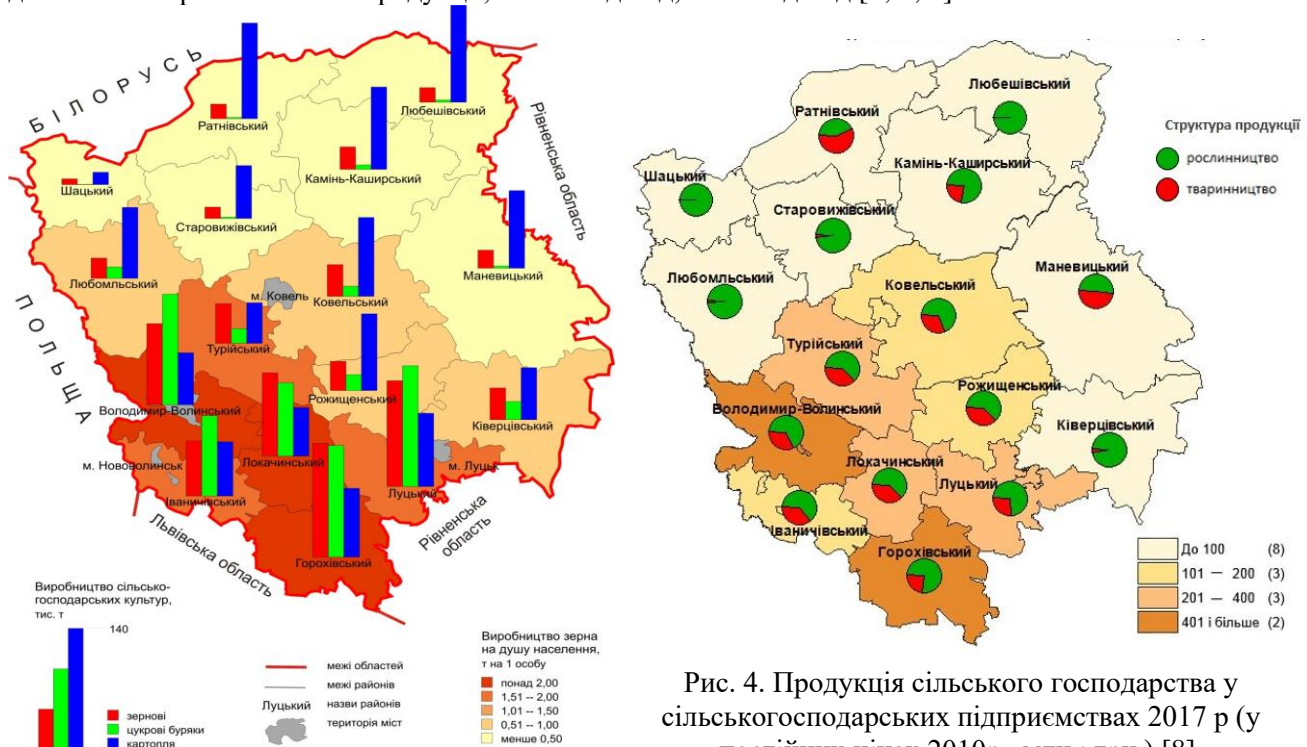 БІЛОРУСЬ
Ратнівський
Любешівський
Камінь-Каширський
Шацький
Старовижівський
Рівненська область
Любомльський
Маневицький
м. Ковель
Ковельський
ПОЛЬЩА
Турійський
Рожищенський
Володимир-Волинський
Ківерцівський
м. Нововолинськ
Локачинський
м. Луцьк
Іваничівський
Луцький
Львівська область
Горохівський
Рівненська
область
Виробництво сільсько-
господарських культур,
тис. т
140
зернові
цукрові буряки
картопля
межі областей
межі районів
Луцький назви районів
територія міст
Виробництво зерна
на душу населення,
т на 1 особу
понад 2,00
1,51 -- 2,00
1,01 -- 1,50
0,51 -- 1,00
менше 0,50
Любешівський
Ратнівський
Камінь-Каширський
Шацький
Старовижівський
Любомльський
Маневицький
Ковельський
Турійський
Рожищенський
Володимир-Волинський
Ківерцівський
Локачинський
Луцький
Іваничівський
Горохівський
Структура продукції
рослинництво
тваринництво
До 100 (8)
101 — 200 (3)
201 — 400 (3)
401 і більше (2)
Рис. 4. Продукція сільського господарства у
сільськогосподарських підприємствах 2017 р (у